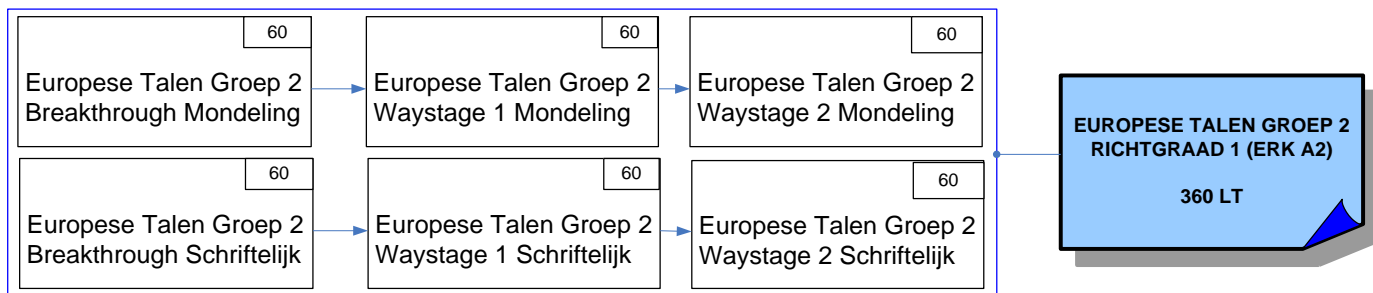 60
Europese Talen Groep 2
Breakthrough Mondeling
60
Europese Talen Groep 2
Waystage 1 Mondeling
60
Europese Talen Groep 2
Waystage 2 Mondeling
60
Europese Talen Groep 2
Breakthrough Schriftelijk
60
Europese Talen Groep 2
Waystage 1 Schriftelijk
60
Europese Talen Groep 2
Waystage 2 Schriftelijk
EUROPESE TALEN GROEP 2
RICHTGRAAD 1 (ERK A2)
360 LT